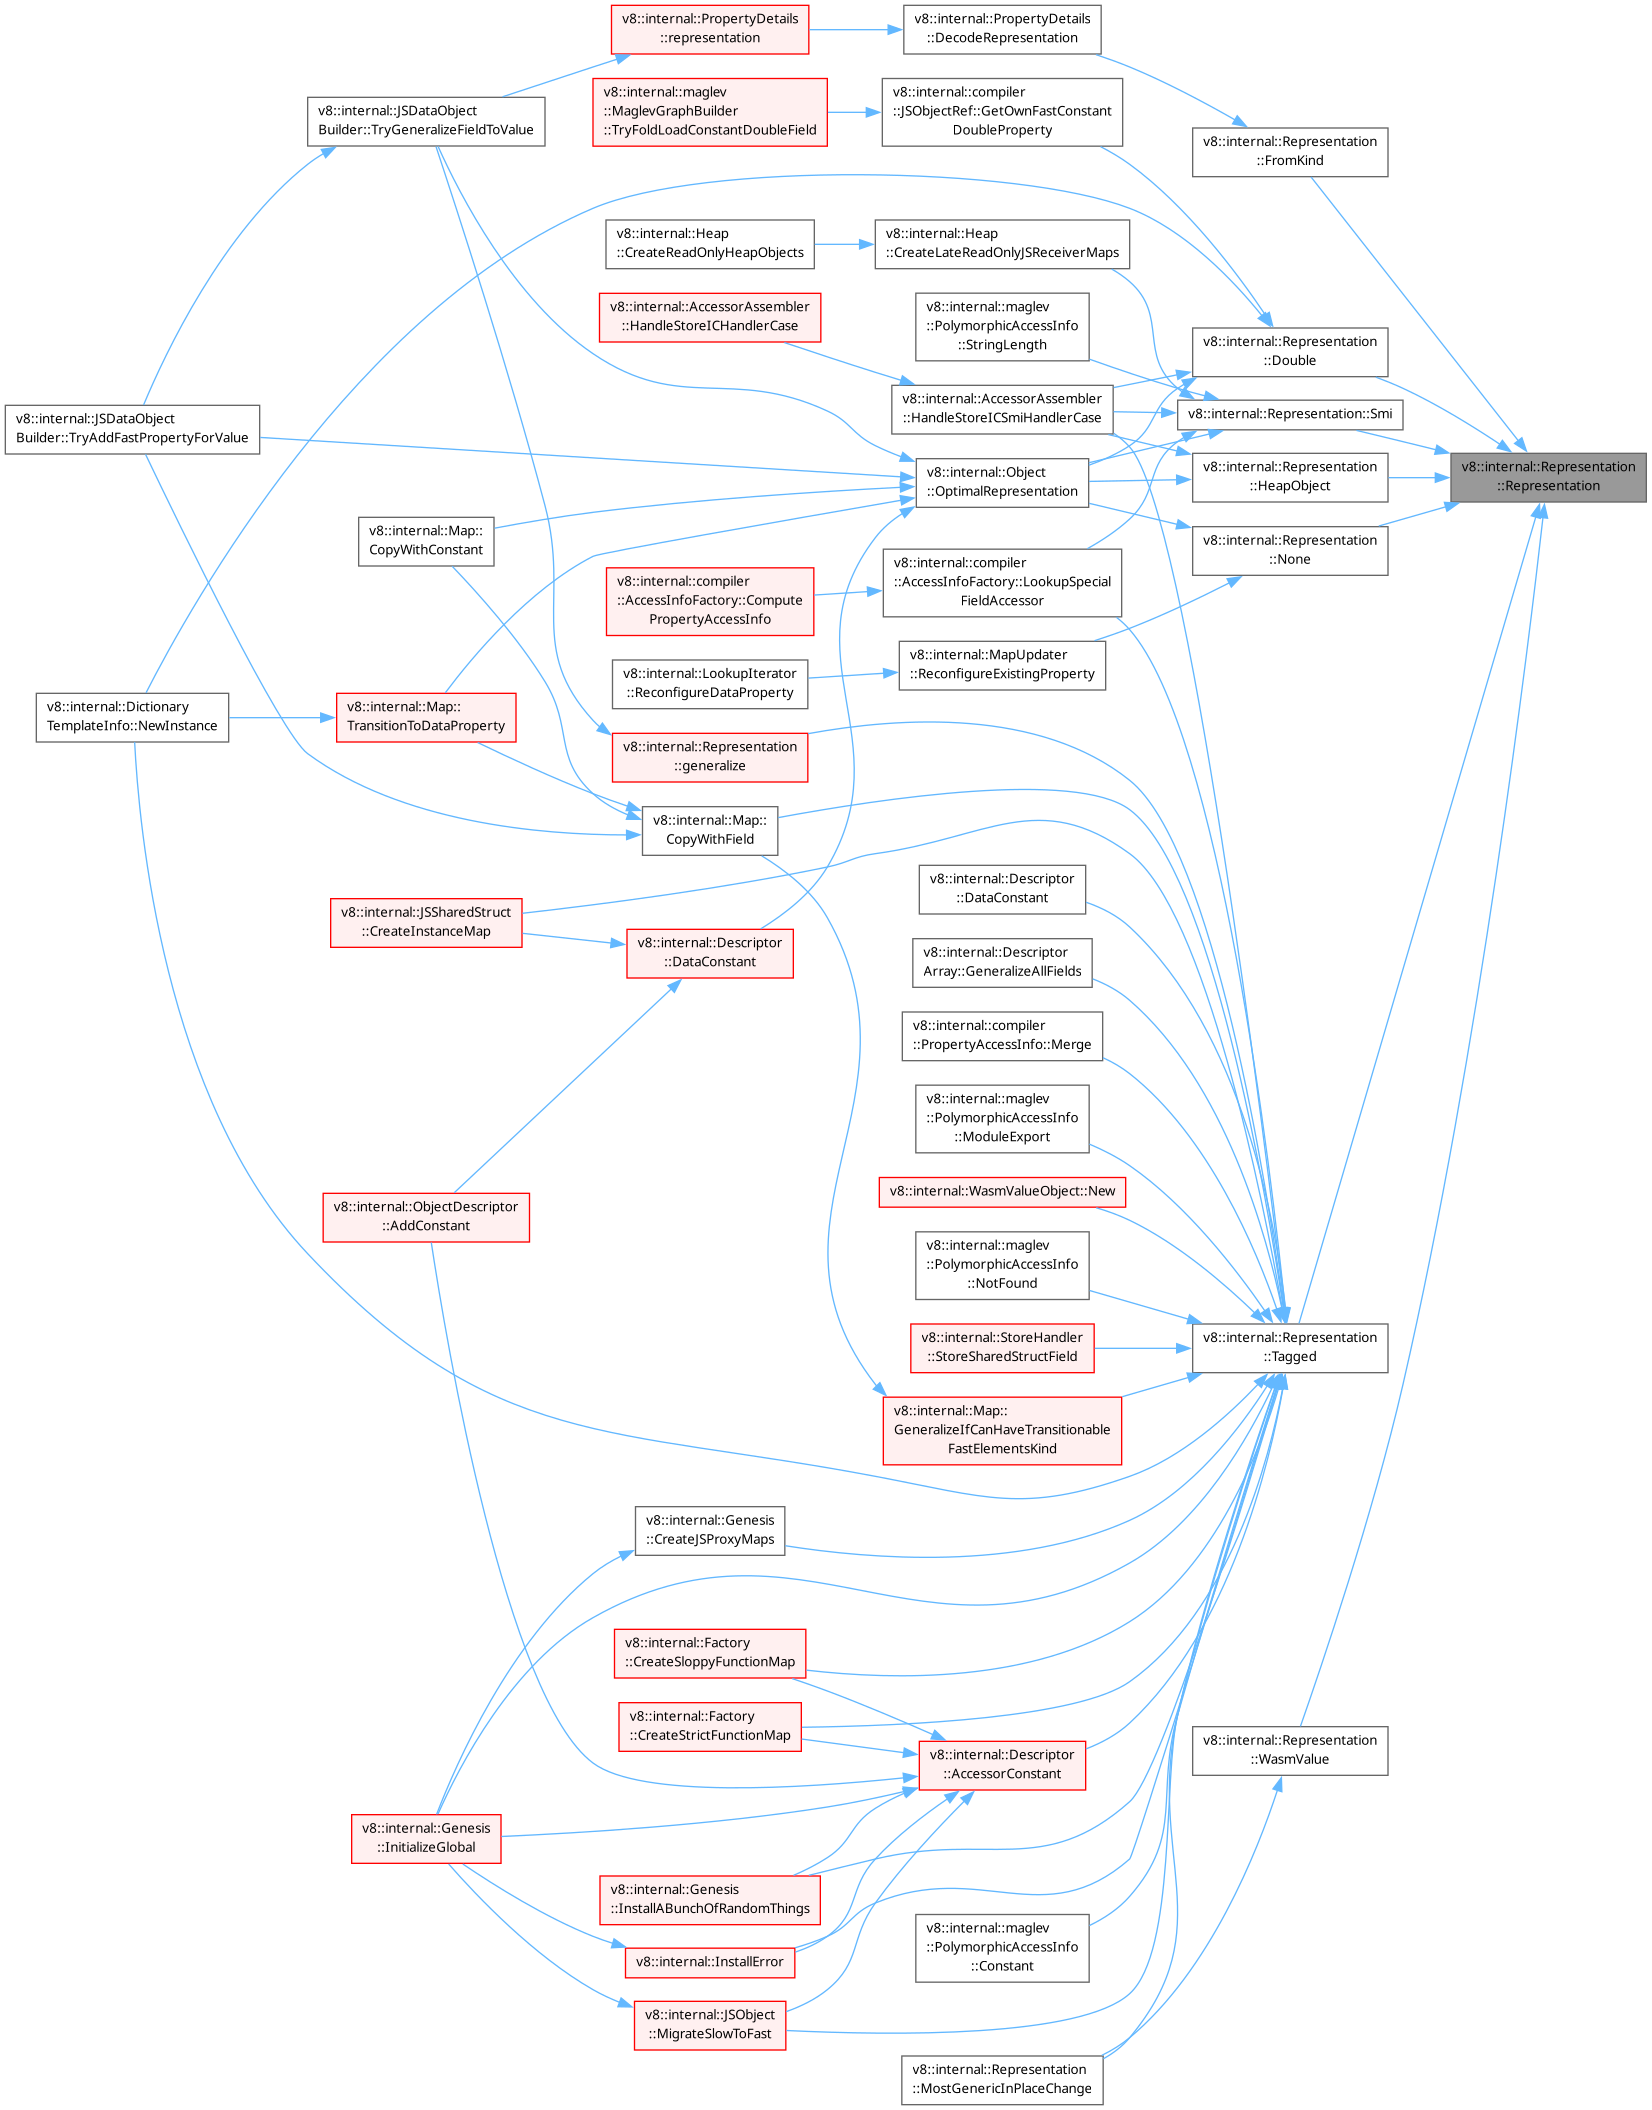 v8::internal::PropertyDetails
::representation
v8::internal::PropertyDetails
::DecodeRepresentation
v8::internal::maglev
::MaglevGraphBuilder
::TryFoldLoadConstantDoubleField
v8::internal::compiler
::JSObjectRef::GetOwnFastConstant
DoubleProperty
v8::internal::JSDataObject
Builder::TryGeneralizeFieldToValue
v8::internal::Representation
::FromKind
v8::internal::Heap
::CreateReadOnlyHeapObjects
v8::internal::Heap
::CreateLateReadOnlyJSReceiverMaps
v8::internal::AccessorAssembler
::HandleStoreICHandlerCase
v8::internal::maglev
::PolymorphicAccessInfo
::StringLength
v8::internal::Representation
::Double
v8::internal::JSDataObject
Builder::TryAddFastPropertyForValue
v8::internal::AccessorAssembler
::HandleStoreICSmiHandlerCase
v8::internal::Representation::Smi
v8::internal::Object
::OptimalRepresentation
v8::internal::Representation
::HeapObject
v8::internal::Representation
::Representation
v8::internal::Map::
CopyWithConstant
v8::internal::Representation
::None
v8::internal::compiler
::AccessInfoFactory::Compute
PropertyAccessInfo
v8::internal::compiler
::AccessInfoFactory::LookupSpecial
FieldAccessor
v8::internal::LookupIterator
::ReconfigureDataProperty
v8::internal::MapUpdater
::ReconfigureExistingProperty
v8::internal::Dictionary
TemplateInfo::NewInstance
v8::internal::Map::
TransitionToDataProperty
v8::internal::Representation
::generalize
v8::internal::Map::
CopyWithField
v8::internal::Descriptor
::DataConstant
v8::internal::JSSharedStruct
::CreateInstanceMap
v8::internal::Descriptor
::DataConstant
v8::internal::Descriptor
Array::GeneralizeAllFields
v8::internal::compiler
::PropertyAccessInfo::Merge
v8::internal::maglev
::PolymorphicAccessInfo
::ModuleExport
v8::internal::WasmValueObject::New
v8::internal::ObjectDescriptor
::AddConstant
v8::internal::maglev
::PolymorphicAccessInfo
::NotFound
v8::internal::StoreHandler
::StoreSharedStructField
v8::internal::Representation
::Tagged
v8::internal::Map::
GeneralizeIfCanHaveTransitionable
FastElementsKind
v8::internal::Genesis
::CreateJSProxyMaps
v8::internal::Factory
::CreateSloppyFunctionMap
v8::internal::Factory
::CreateStrictFunctionMap
v8::internal::Descriptor
::AccessorConstant
v8::internal::Representation
::WasmValue
v8::internal::Genesis
::InitializeGlobal
v8::internal::Genesis
::InstallABunchOfRandomThings
v8::internal::maglev
::PolymorphicAccessInfo
::Constant
v8::internal::InstallError
v8::internal::JSObject
::MigrateSlowToFast
v8::internal::Representation
::MostGenericInPlaceChange